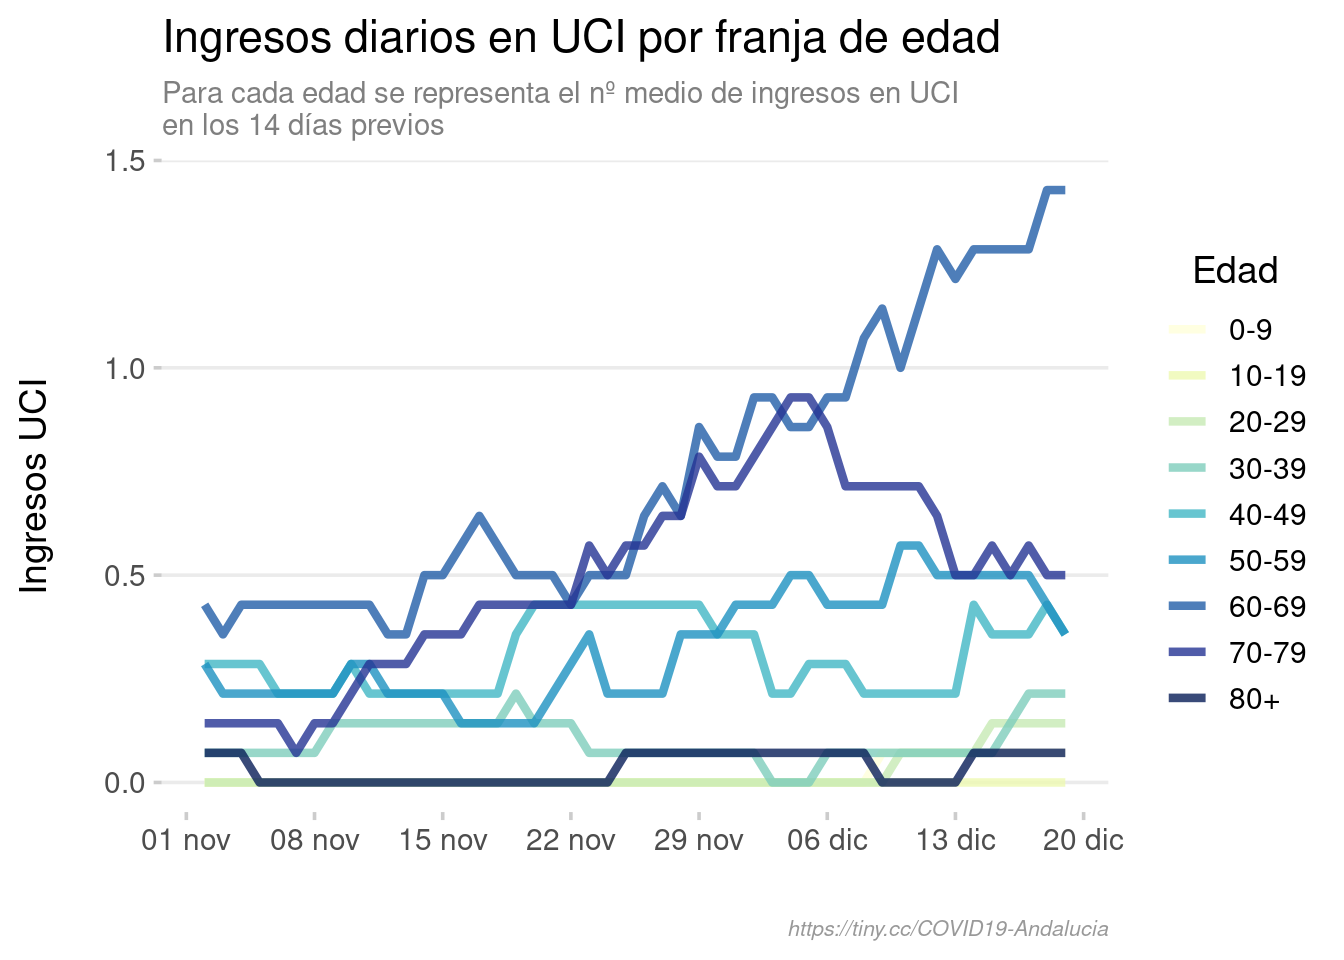 Ingresos diarios en UCI por franja de edad
Para cada edad se representa el nº medio de ingresos en UCI
en los 14 días previos
Ingresos UCI
1.5
1.0
0.5
0.0
01 nov
08 nov
15 nov
22 nov
29 nov
06 dic
13 dic
20 dic
Edad
0-9
10-19
20-29
30-39
40-49
50-59
60-69
70-79
80+
https://tiny.cc/COVID19-Andalucia